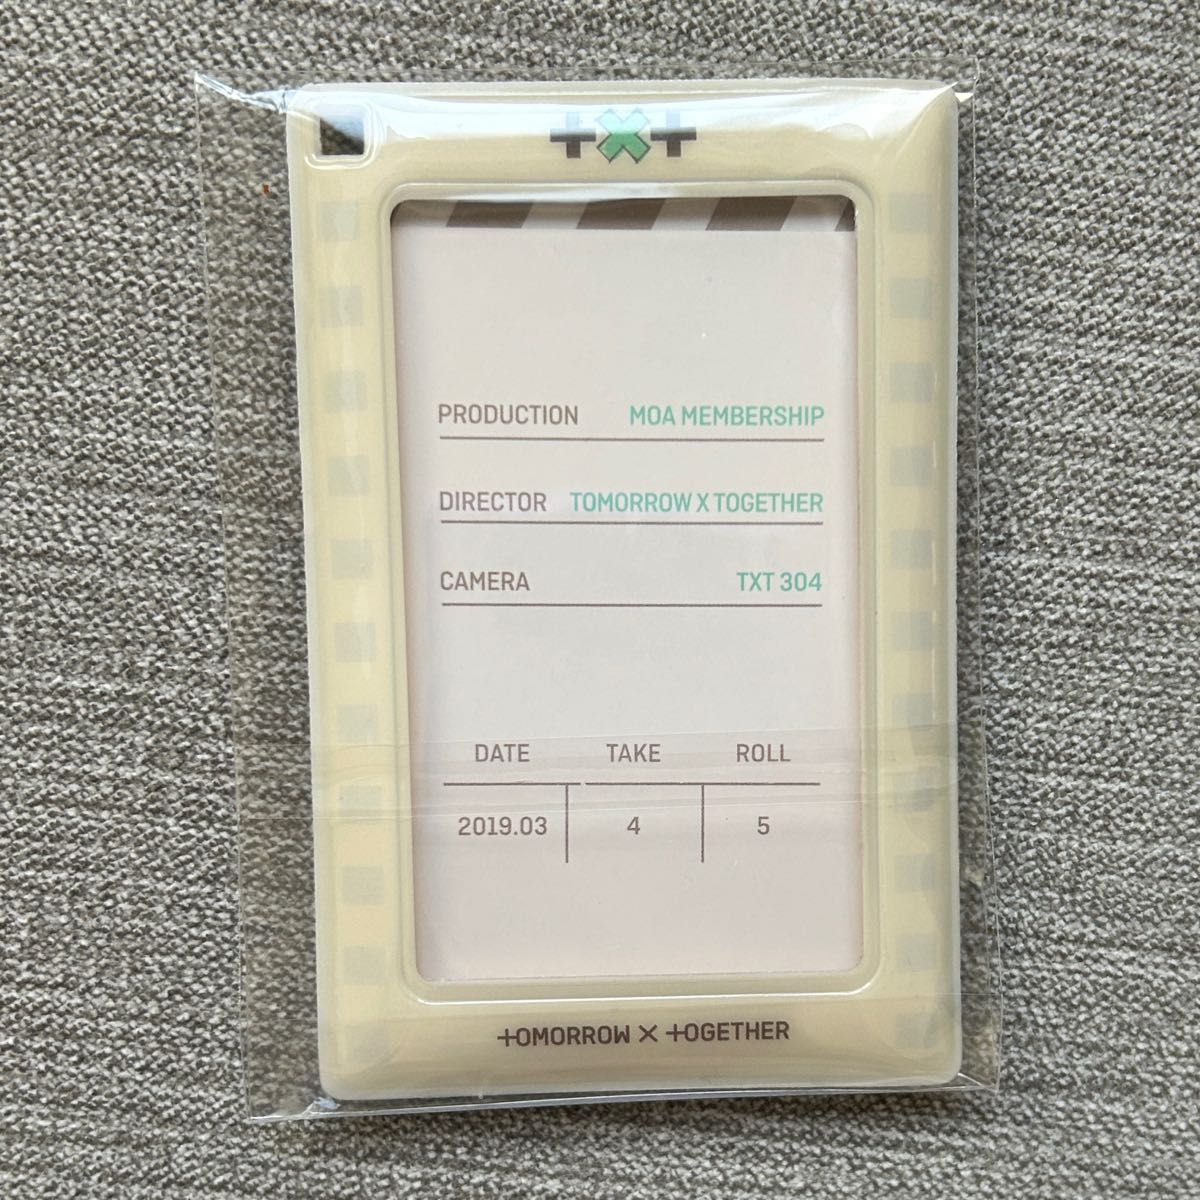 TXT
PRODUCTION MOA MEMBERSHIP
DIRECTOR TOMORROW X TOGETHER
CAMERA TXT 304
DATE TAKE ROLL
2019.03 4 5
TOMORROW X TOGETHER